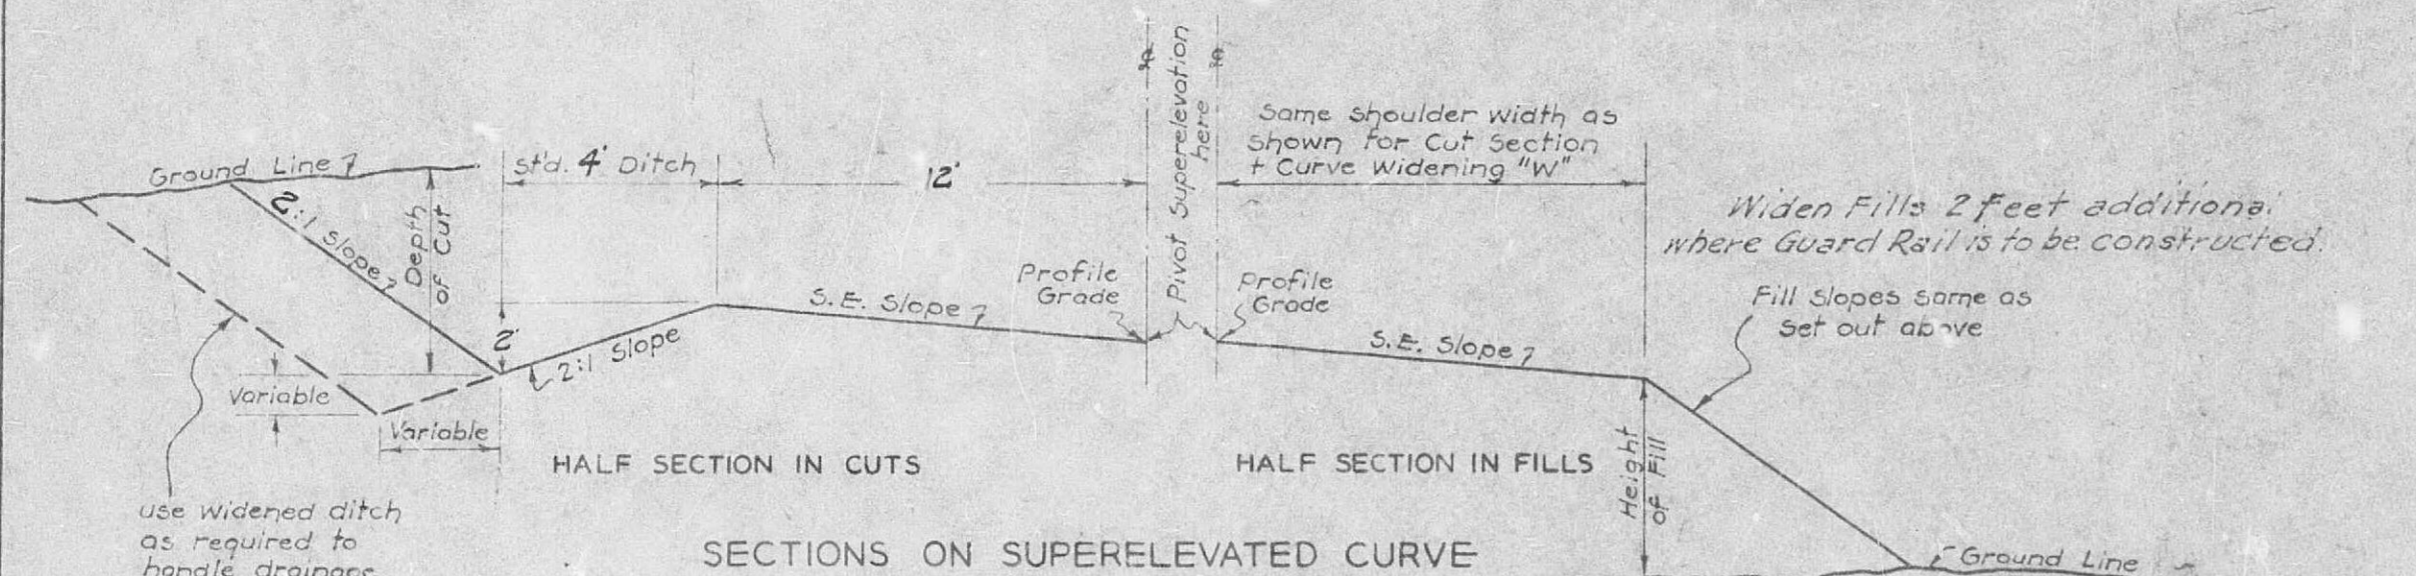 Ground Line
2:1 Slope
Depth
of Cut
St'd. 4' Ditch
12'
Pivot Superelevation
here
Same shoulder width as
shown for Cut Section
+ Curve Widening "W"
Widen Fills 2 feet additional
where Guard Rail is to be constructed.
Profile
Grade
Profile
Grade
S.E. Slope
S.E. Slope
Fill Slopes same as
Set out above
2'
2:1 Slope
Variable
Variable
HALF SECTION IN CUTS
HALF SECTION IN FILLS
Height
of Fill
use widened ditch
as required to
handle drainage
SECTIONS ON SUPERELEVATED CURVE
Ground Line